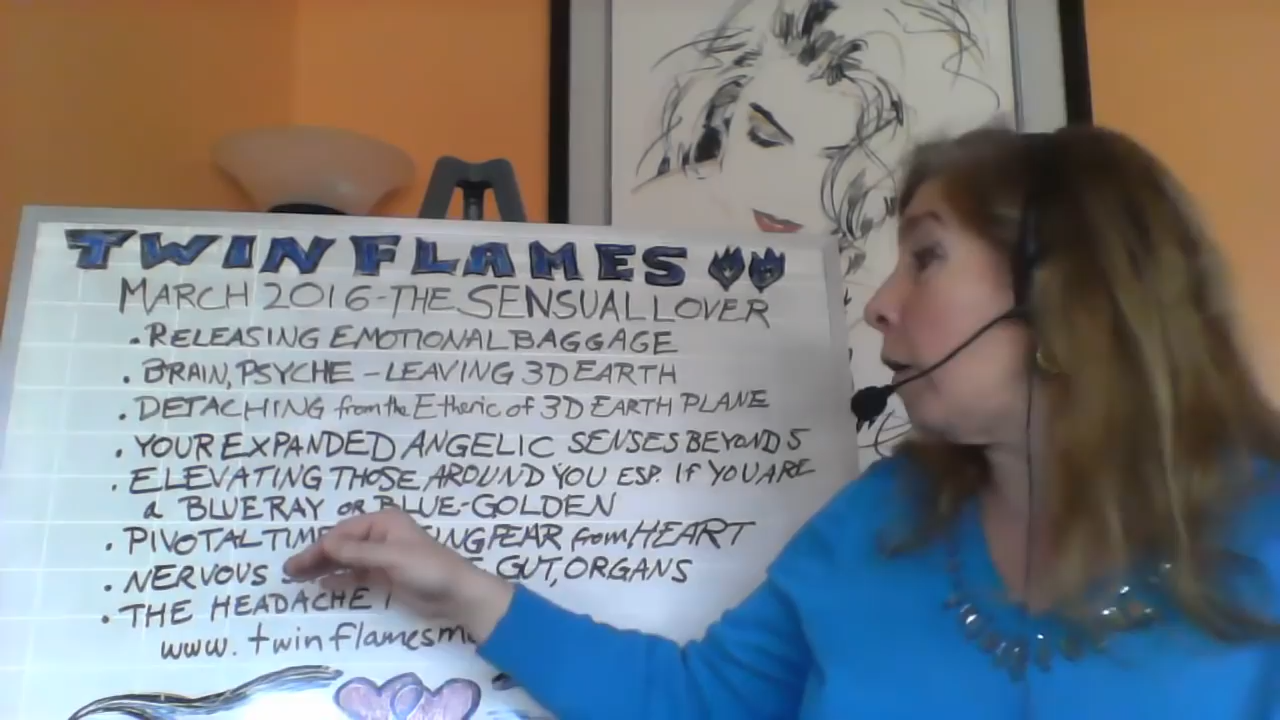 TWIN FLAMES
MARCH 2016-THE SENSUAL LOVER
• RELEASING EMOTIONAL BAGGAGE
• BRAIN, PSYCHE - LEAVING 3D EARTH
• DETACHING from the Etheric of 3D EARTH PLANE
• YOUR EXPANDED ANGELIC SENSES BEYOND 5
• ELEVATING THOSE AROUND YOU ESP. IF YOU ARE
a BLUERAY OR BLUE-GOLDEN
• PIVOTAL FEAR from HEART
• NERVOUS GUT, ORGANS
• THE HEADACHE
www.twinflamesm